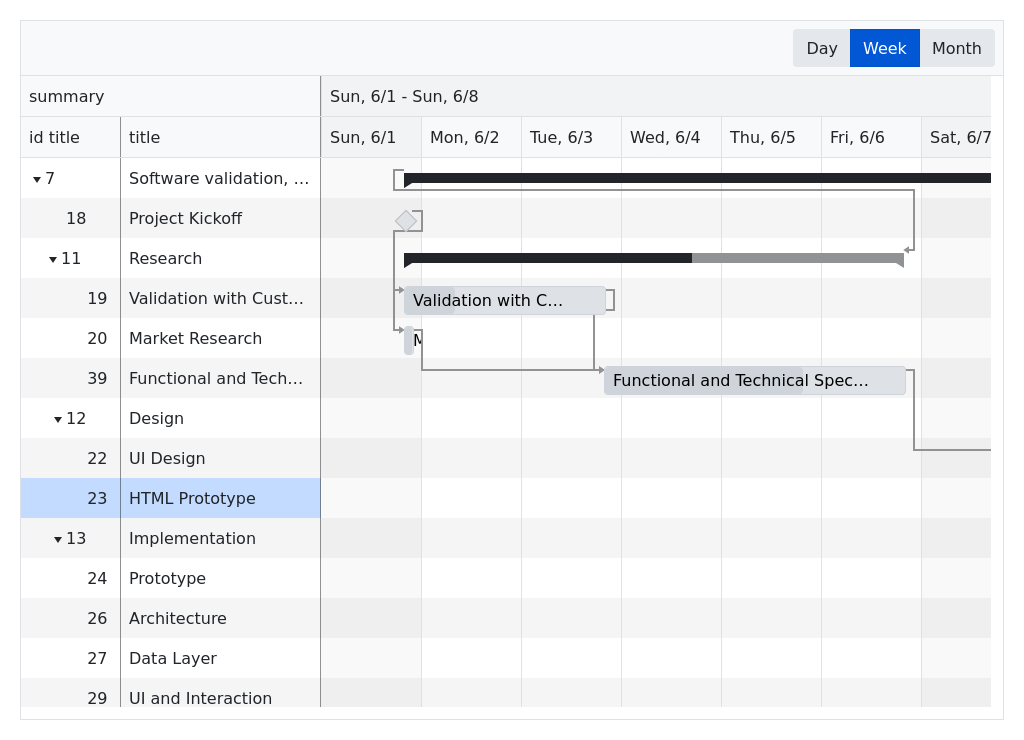 Day Week Month
summary Sun, 6/1 - Sun, 6/8
id title title Sun, 6/1 Mon, 6/2 Tue, 6/3 Wed, 6/4 Thu, 6/5 Fri, 6/6 Sat, 6/7
7 Software validation, ...
18 Project Kickoff
11 Research
19 Validation with Cust... Validation with C...
20 Market Research M
39 Functional and Tech... Functional and Technical Spec...
12 Design
22 UI Design
23 HTML Prototype
13 Implementation
24 Prototype
26 Architecture
27 Data Layer
29 UI and Interaction